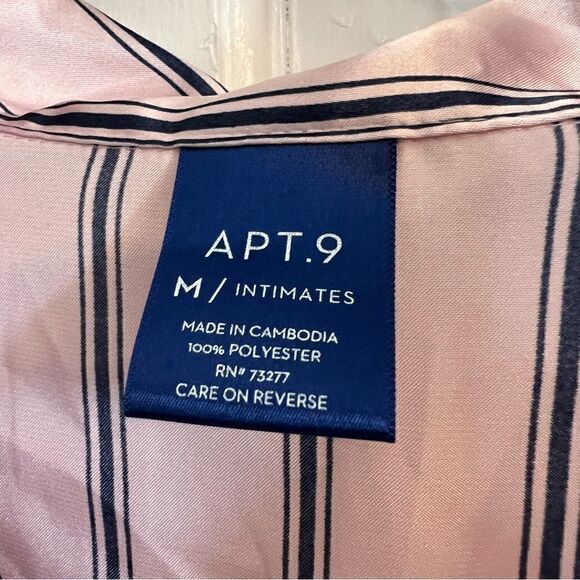 APT.9
M / INTIMATES
MADE IN CAMBODIA
100% POLYESTER
RN# 73277
CARE ON REVERSE